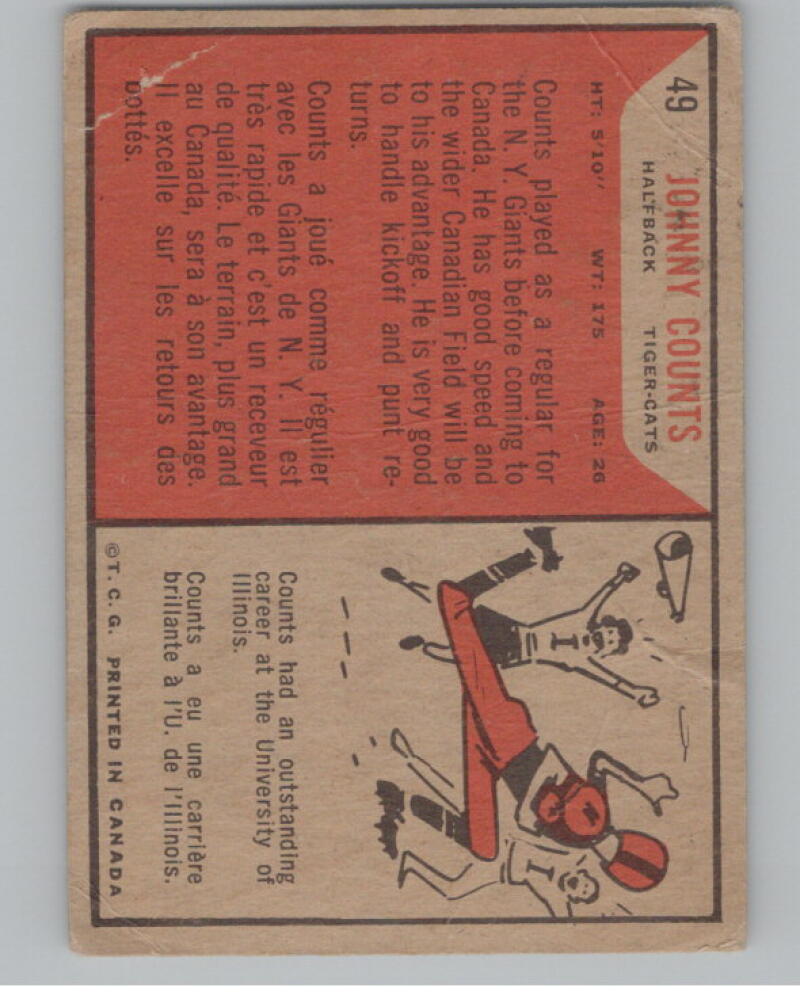 49 JOHNNY COUNTS
HALFBACK TIGER-CATS
HT: 5'10" WT: 175 AGE: 26
Counts played as a regular for
the N. Y. Giants before coming to
Canada. He has good speed and
the wider Canadian Field will be
to his advantage. He is very good
to handle kickoff and punt re-
turns.
Counts a joué comme régulier
avec les Giants de N. Y. Il est
très rapide et c'est un receveur
de qualité. Le terrain, plus grand
au Canada, sera à son avantage.
Il excelle sur les retours des
bottés.
I
I
Counts had an outstanding
career at the University of
Illinois.
Counts a eu une carrière
brillante à l'U. de l'Illinois.
©T. C. G. PRINTED IN CANADA